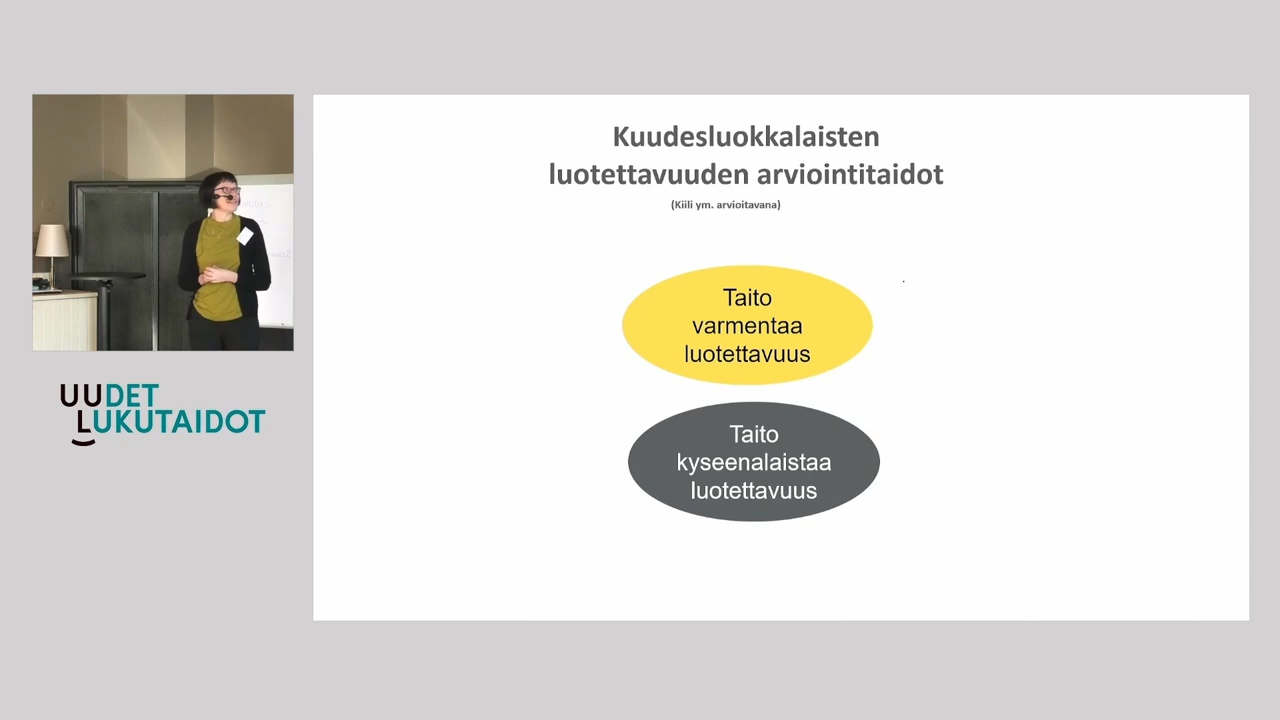 Kuudesluokkalaisten
luotettavuuden arviointitaidot
(Kiili ym. arvioitavana)
Taito
varmentaa
luotettavuus
Taito
kyseenalaistaa
luotettavuus
UUDET
LUKUTAIDOT